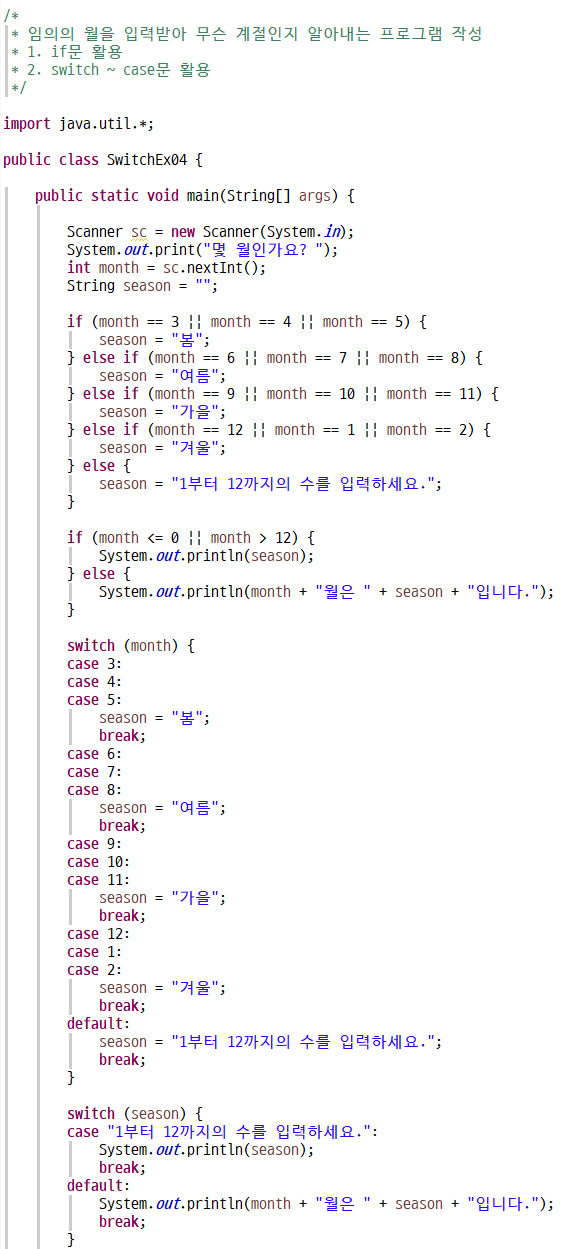 /*
 * 임의의 월을 입력받아 무슨 계절인지 알아내는 프로그램 작성
 * 1. if문 활용
 * 2. switch ~ case문 활용
 */
import java.util.*;
public class SwitchEx04 {
    public static void main(String[] args) {
        Scanner sc = new Scanner(System.in);
        System.out.print("몇 월인가요? ");
        int month = sc.nextInt();
        String season = "";
        if (month == 3 || month == 4 || month == 5) {
            season = "봄";
        } else if (month == 6 || month == 7 || month == 8) {
            season = "여름";
        } else if (month == 9 || month == 10 || month == 11) {
            season = "가을";
        } else if (month == 12 || month == 1 || month == 2) {
            season = "겨울";
        } else {
            season = "1부터 12까지의 수를 입력하세요.";
        }
        if (month <= 0 || month > 12) {
            System.out.println(season);
        } else {
            System.out.println(month + "월은 " + season + "입니다.");
        }
        switch (month) {
        case 3:
        case 4:
        case 5:
            season = "봄";
            break;
        case 6:
        case 7:
        case 8:
            season = "여름";
            break;
        case 9:
        case 10:
        case 11:
            season = "가을";
            break;
        case 12:
        case 1:
        case 2:
            season = "겨울";
            break;
        default:
            season = "1부터 12까지의 수를 입력하세요.";
            break;
        }
        switch (season) {
        case "1부터 12까지의 수를 입력하세요.":
            System.out.println(season);
            break;
        default:
            System.out.println(month + "월은 " + season + "입니다.");
            break;
        }